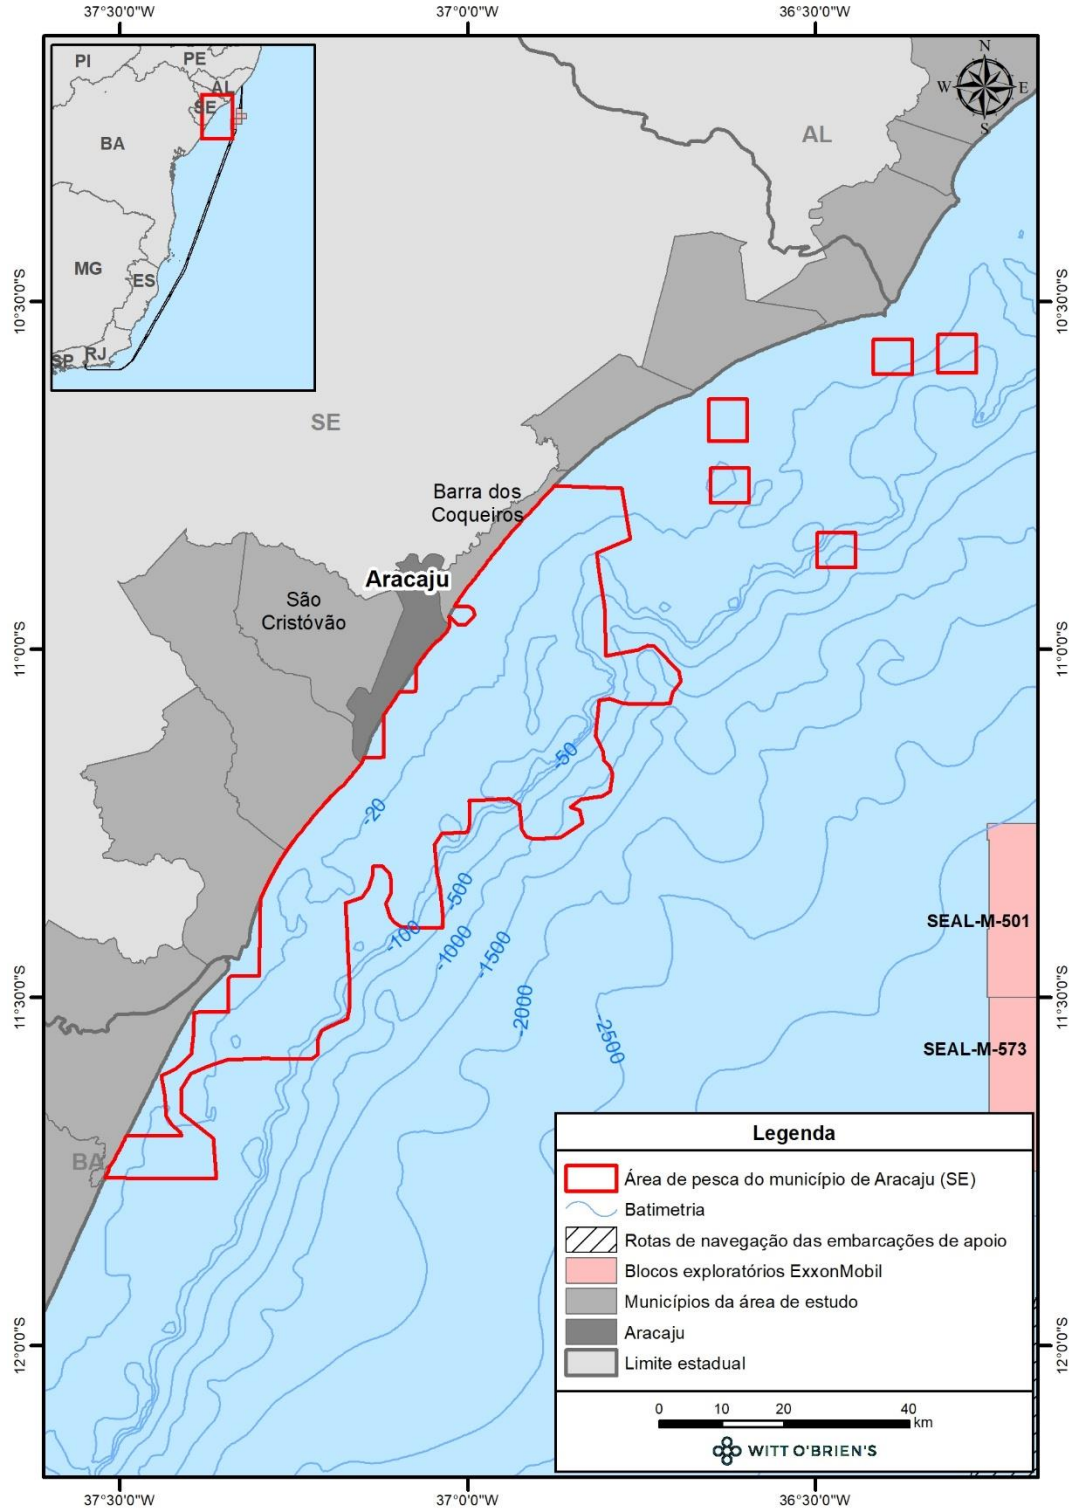 37°30'0"W
37°0'0"W
36°30'0"W
PI
PE
AL
SE
BA
MG
ES
RJ
SP
N
W
E
S
AL
10°30'0"S
10°30'0"S
SE
Barra dos
Coqueiros
Aracaju
São
Cristóvão
11°0'0"S
11°0'0"S
-50
-20
-500
-100
-1000
-1500
-2000
-2500
SEAL-M-501
11°30'0"S
11°30'0"S
SEAL-M-573
BA
Legenda
Área de pesca do município de Aracaju (SE)
Batimetria
Rotas de navegação das embarcações de apoio
Blocos exploratórios ExxonMobil
Municípios da área de estudo
Aracaju
Limite estadual
12°0'0"S
12°0'0"S
0 10 20 40
km
WITT O'BRIEN'S
37°30'0"W
37°0'0"W
36°30'0"W